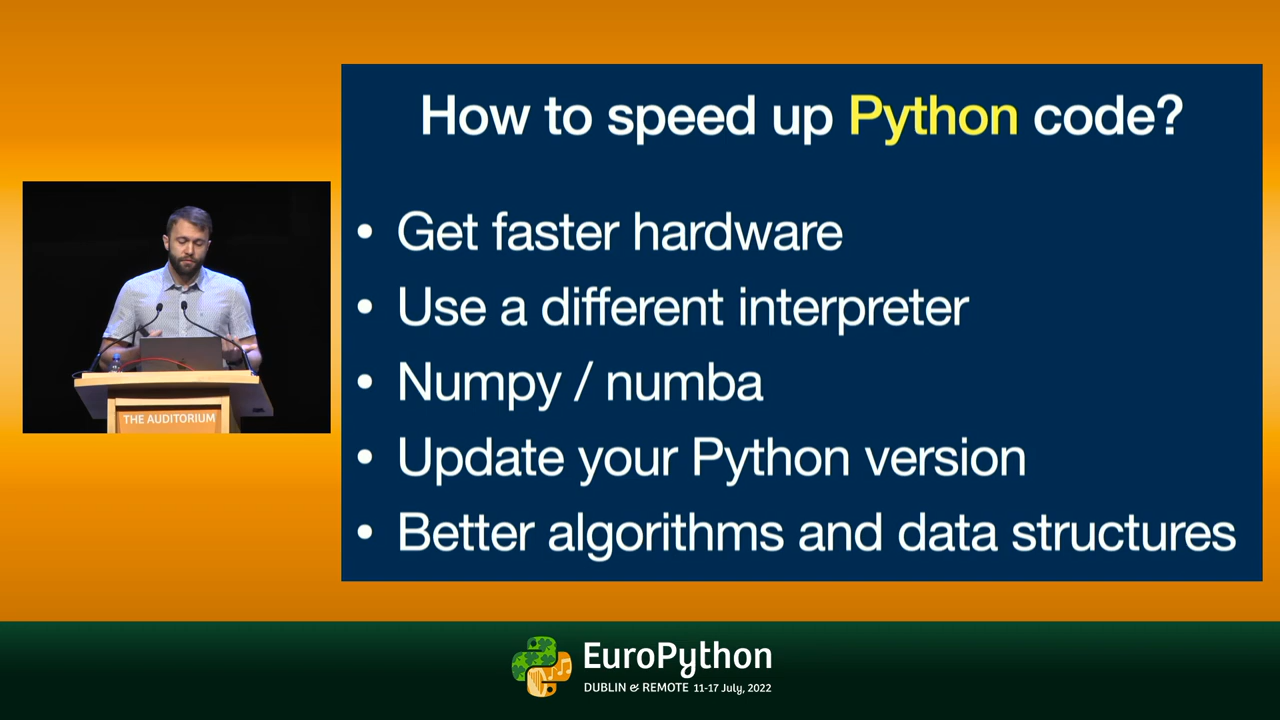 How to speed up Python code?
• Get faster hardware
• Use a different interpreter
• Numpy / numba
• Update your Python version
• Better algorithms and data structures
THE AUDITORIUM
EuroPython
DUBLIN & REMOTE 11-17 July, 2022